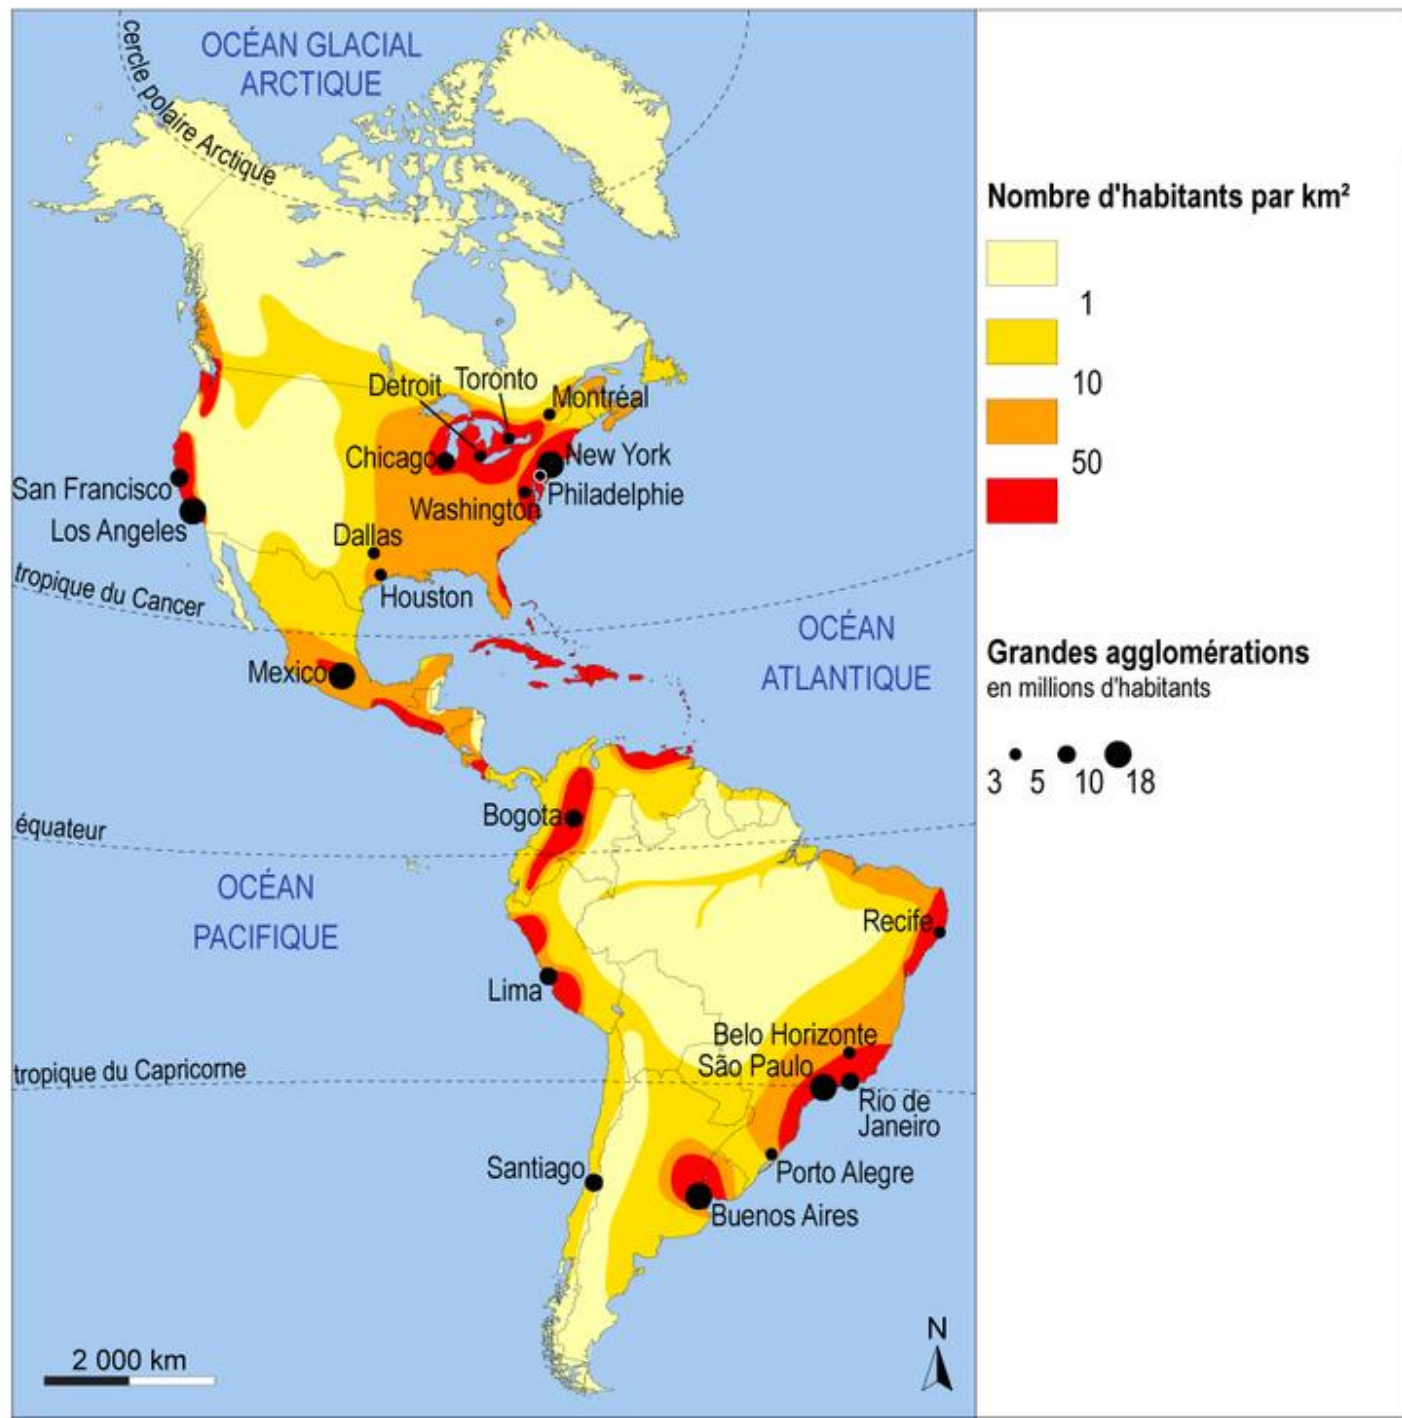 OCÉAN GLACIAL
ARCTIQUE
cercle polaire Arctique
Detroit
Toronto
Montréal
Chicago
New York
San Francisco
Philadelphie
Washington
Los Angeles
Dallas
Houston
tropique du Cancer
OCÉAN
ATLANTIQUE
Mexico
Bogota
équateur
OCÉAN
PACIFIQUE
Recife
Lima
Belo Horizonte
São Paulo
tropique du Capricorne
Rio de
Janeiro
Santiago
Porto Alegre
Buenos Aires
2 000 km
N
Nombre d'habitants par km²
1
10
50
Grandes agglomérations
en millions d'habitants
3 5 10 18